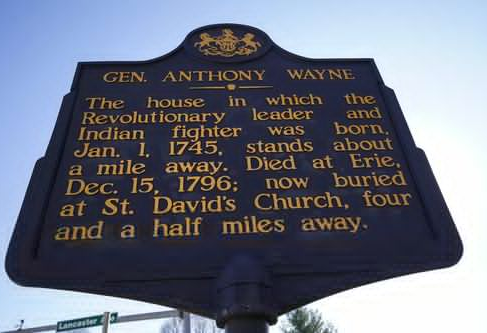 GEN. ANTHONY WAYNE
The house in which the
Revolutionary leader and
Indian fighter was born,
Jan. 1, 1745, stands about
a mile away. Died at Erie,
Dec. 15, 1796; now buried
at St. David's Church, four
and a half miles away.
Lancaster